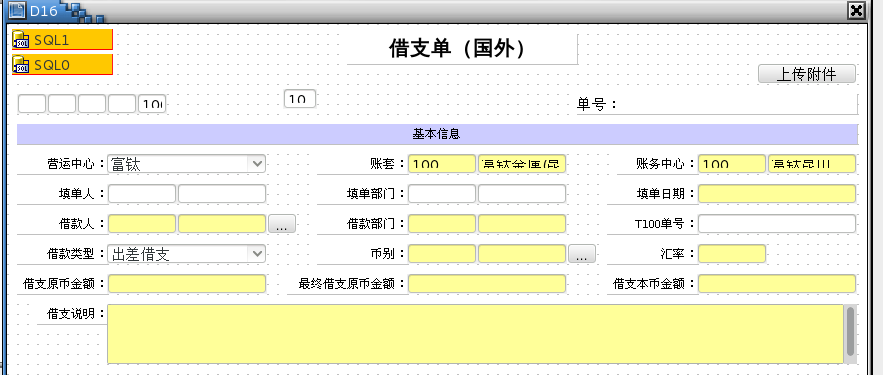 D16
SQL1
借支单（国外）
SQL0
上传附件
10
单号：
基本信息
营运中心： 富钛 账套： 100 账务中心： 100
填单人： 填单部门： 填单日期：
借款人： ... 借款部门： T100单号：
借款类型： 出差借支 币别： ... 汇率：
借支原币金额： 最终借支原币金额： 借支本币金额：
借支说明：